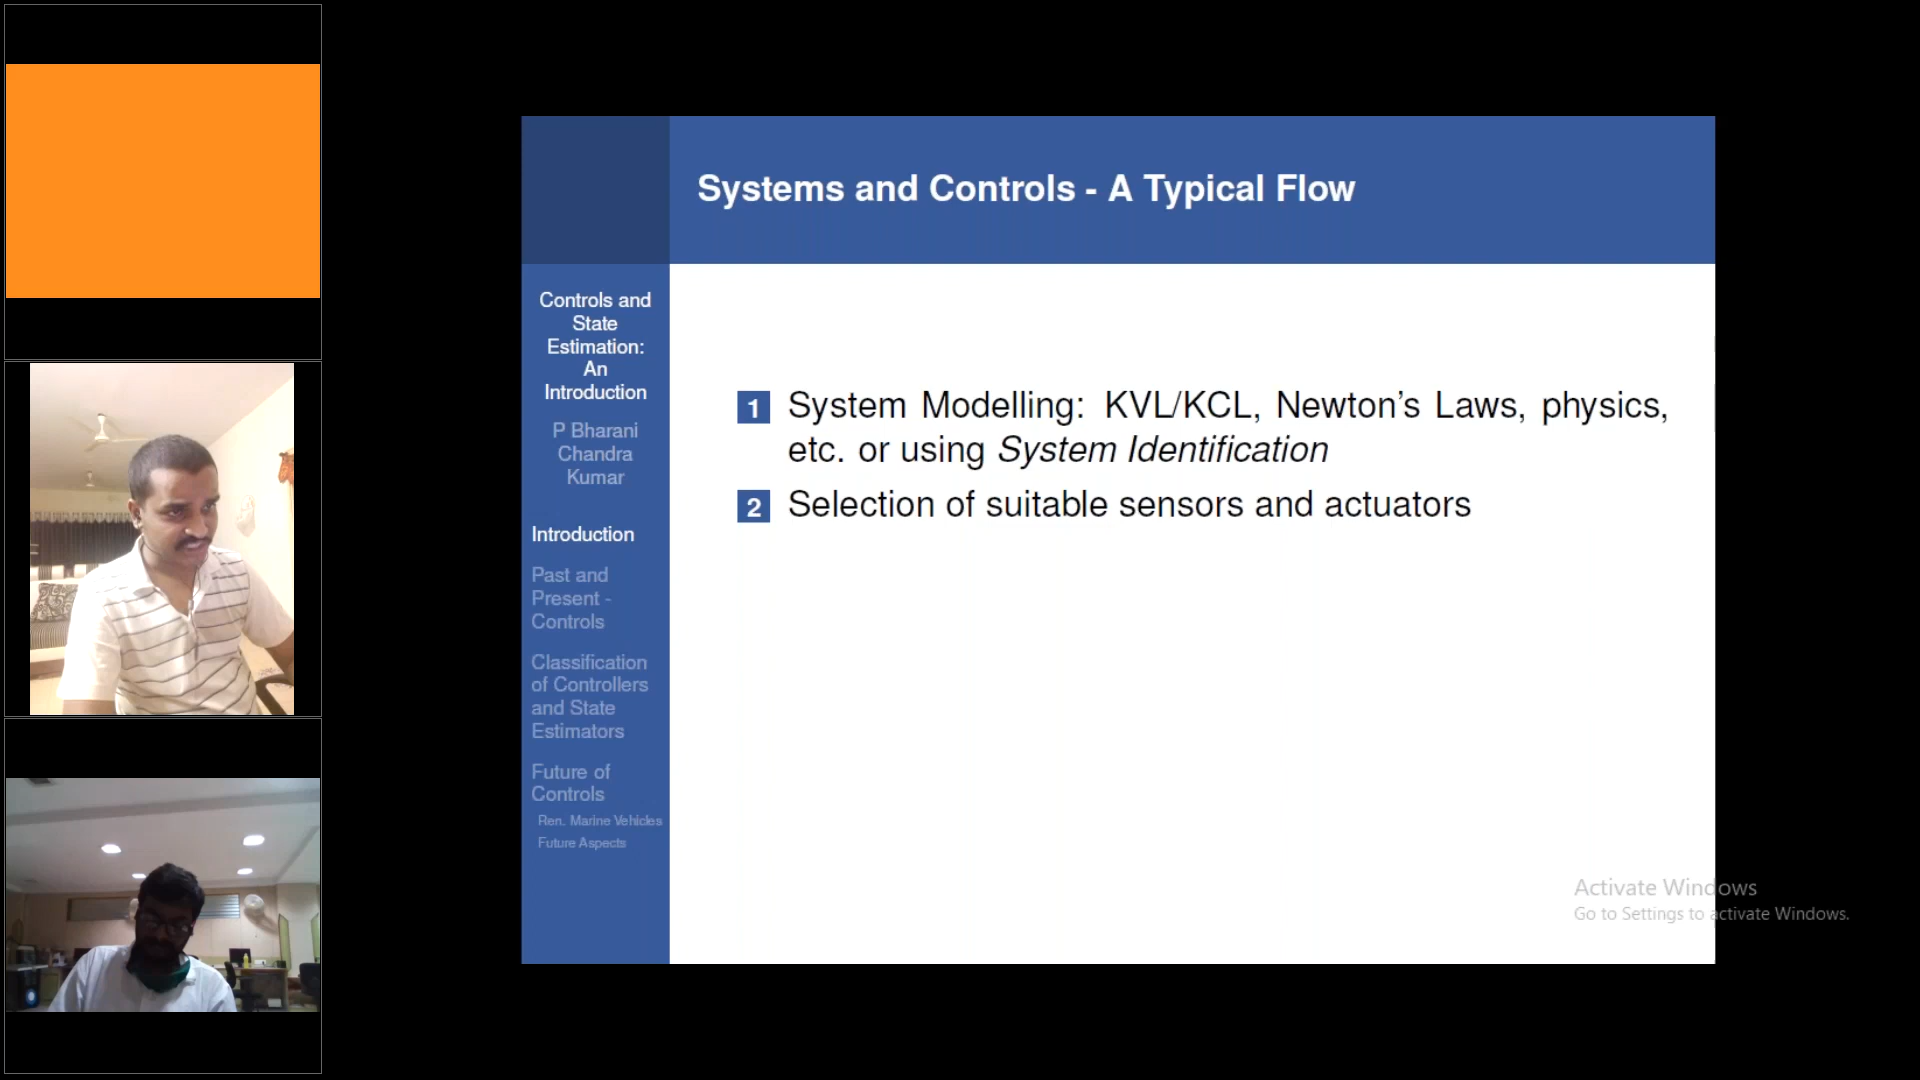 Systems and Controls - A Typical Flow
Controls and
State
Estimation:
An
Introduction
P Bharani
Chandra
Kumar
Introduction
Past and
Present -
Controls
Classification
of Controllers
and State
Estimators
Future of
Controls
Ren. Marine Vehicles
Future Aspects
1 System Modelling: KVL/KCL, Newton's Laws, physics,
etc. or using System Identification
2 Selection of suitable sensors and actuators
Activate Windows
Go to Settings to activate Windows.